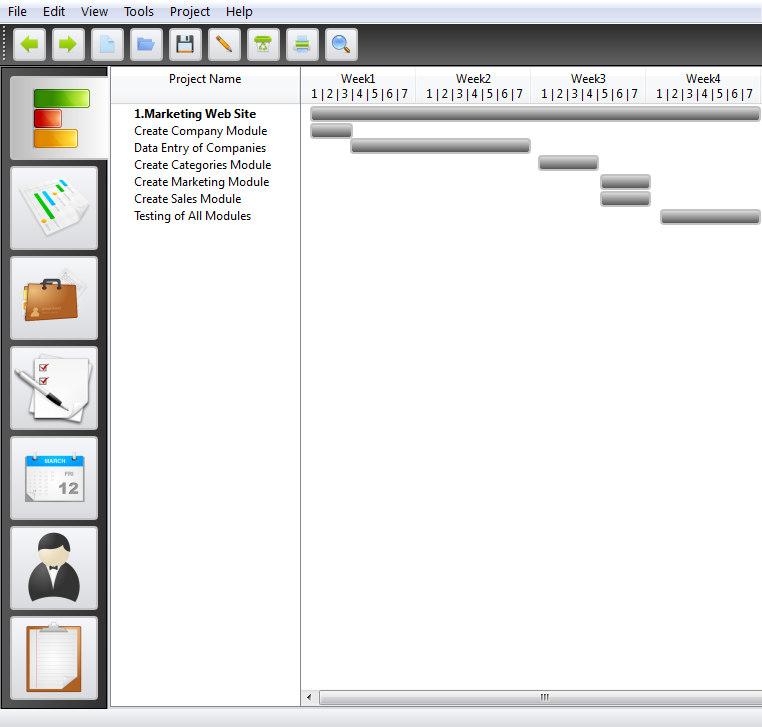 File Edit View Tools Project Help
Project Name
Week1 Week2 Week3 Week4
1|2|3|4|5|6|7 1|2|3|4|5|6|7 1|2|3|4|5|6|7 1|2|3|4|5|6|7
1.Marketing Web Site
Create Company Module
Data Entry of Companies
Create Categories Module
Create Marketing Module
Create Sales Module
Testing of All Modules
MARCH
FRI
12